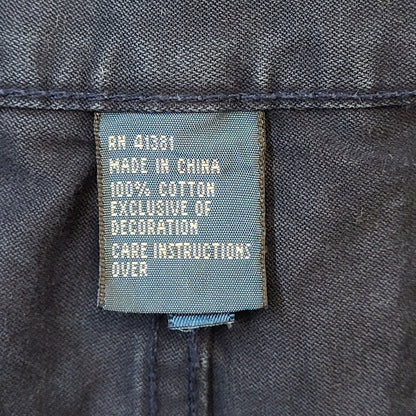 RN 41381
MADE IN CHINA
100% COTTON
EXCLUSIVE OF
DECORATION
CARE INSTRUCTIONS
OVER